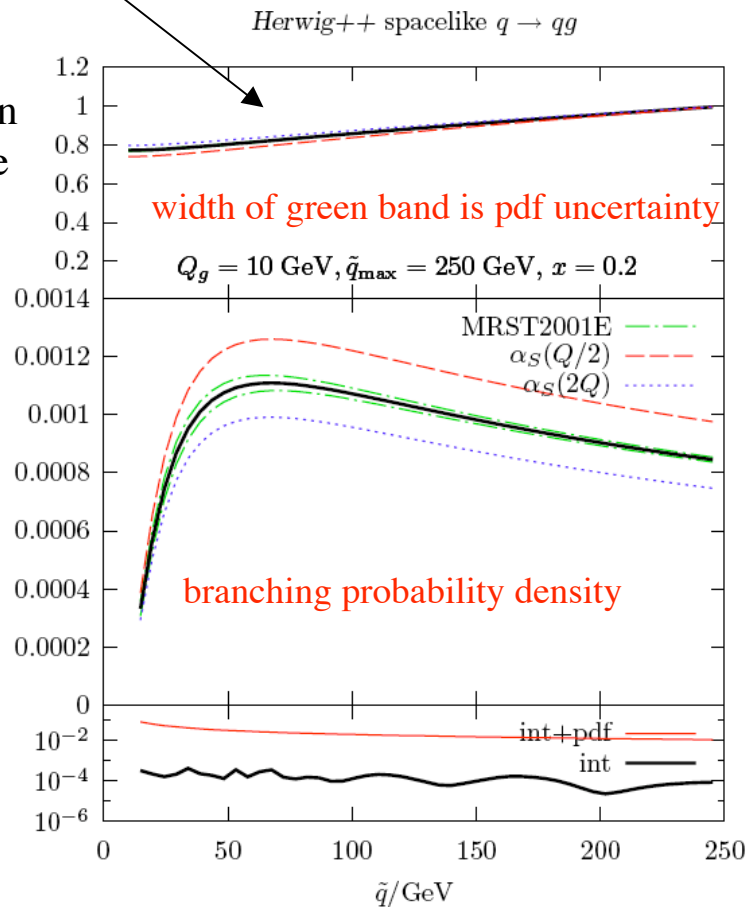 Herwig++ spacelike q → qg
n
e
1.2
1
0.8
0.6
0.4
0.2
width of green band is pdf uncertainty
Q_g = 10 GeV, q̃_max = 250 GeV, x = 0.2
0.0014
0.0012
0.001
0.0008
0.0006
0.0004
0.0002
0
MRST2001E
α_S(Q/2)
α_S(2Q)
branching probability density
10^{-2}
10^{-4}
10^{-6}
int+pdf
int
0 50 100 150 200 250
q̃/GeV